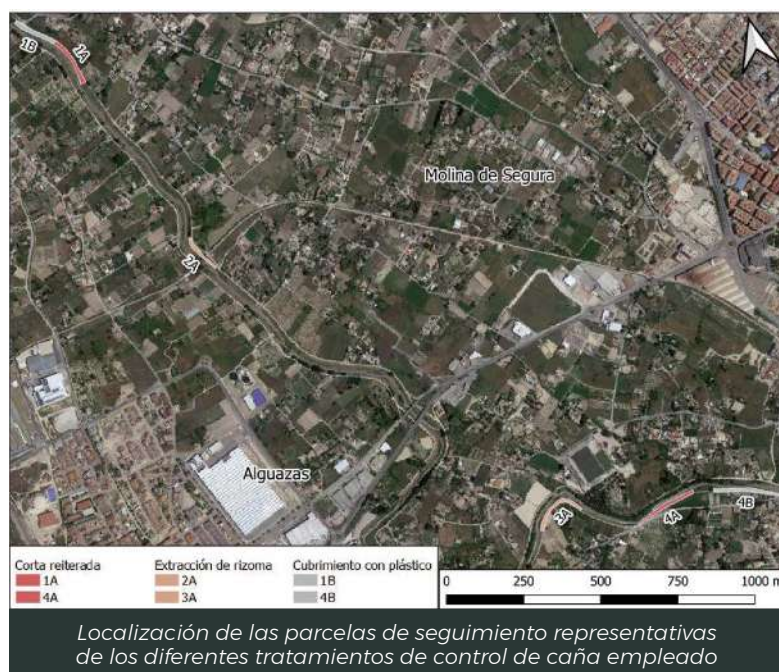 1B
1A
Molina de Segura
2A
Alguazas
3A
4A
4B
Corta reiterada
1A
4A
Extracción de rizoma
2A
3A
Cubrimiento con plástico
1B
4B
0 250 500 750 1000 m
Localización de las parcelas de seguimiento representativas
de los diferentes tratamientos de control de caña empleado